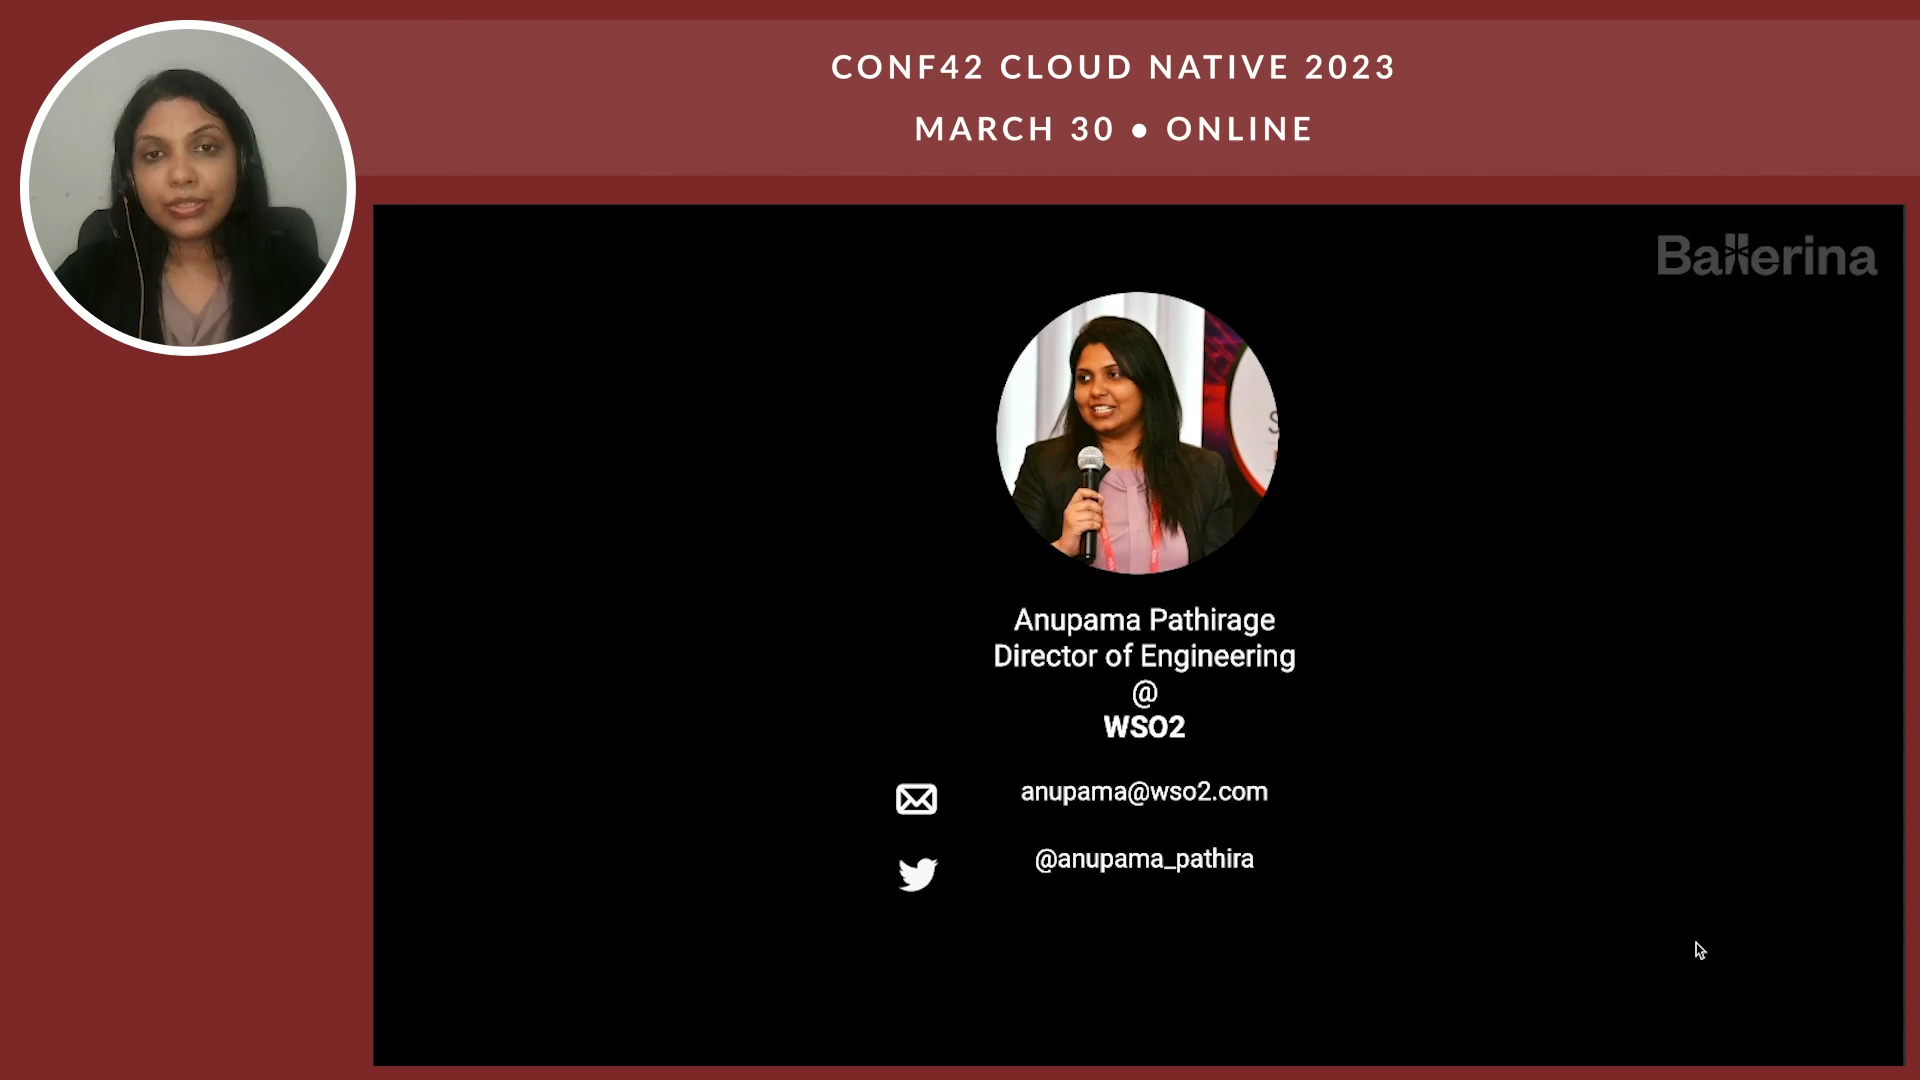 CONF42 CLOUD NATIVE 2023
MARCH 30 • ONLINE
Ballerina
S
Anupama Pathirage
Director of Engineering
@
WSO2
anupama@wso2.com
@anupama_pathira